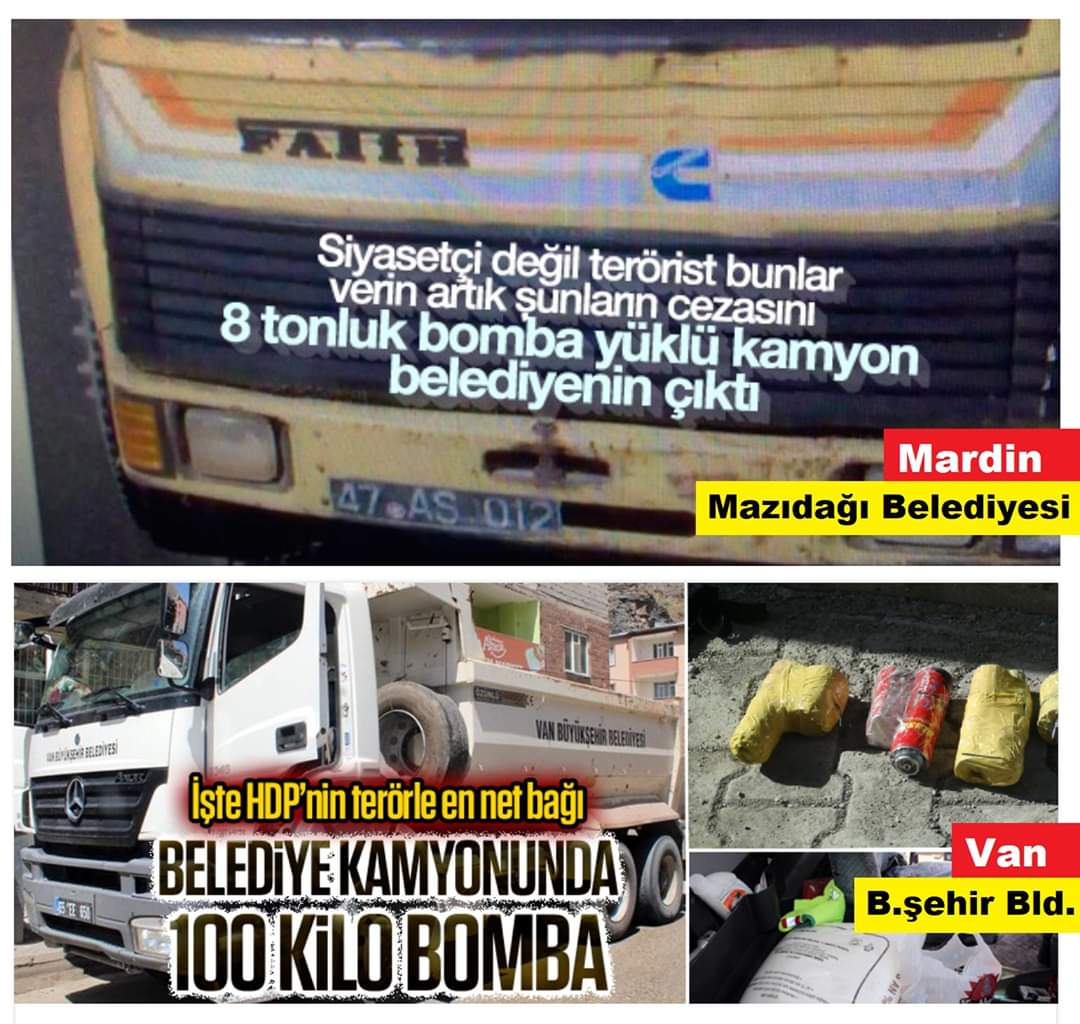 FATİH
Siyasetçi değil terörist bunlar
verin artık şunların cezasını
8 tonluk bomba yüklü kamyon
belediyenin çıktı
47 AS 012
Mardin
Mazıdağı Belediyesi
VAN BÜYÜKŞEHİR BELEDİYESİ
VAN BÜYÜKŞEHİR BELEDİYESİ
İşte HDP'nin terörle en net bağı
BELEDİYE KAMYONUNDA
100 KİLO BOMBA
Van
B.şehir Bld.